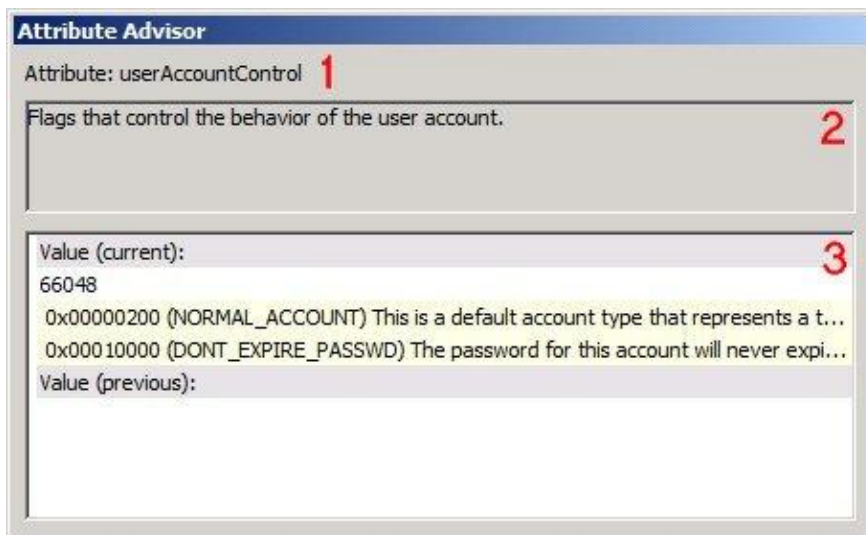 Attribute Advisor
Attribute: userAccountControl 1
Flags that control the behavior of the user account.
2
Value (current):
3
66048
0x00000200 (NORMAL_ACCOUNT) This is a default account type that represents a t...
0x00010000 (DONT_EXPIRE_PASSWD) The password for this account will never expi...
Value (previous):